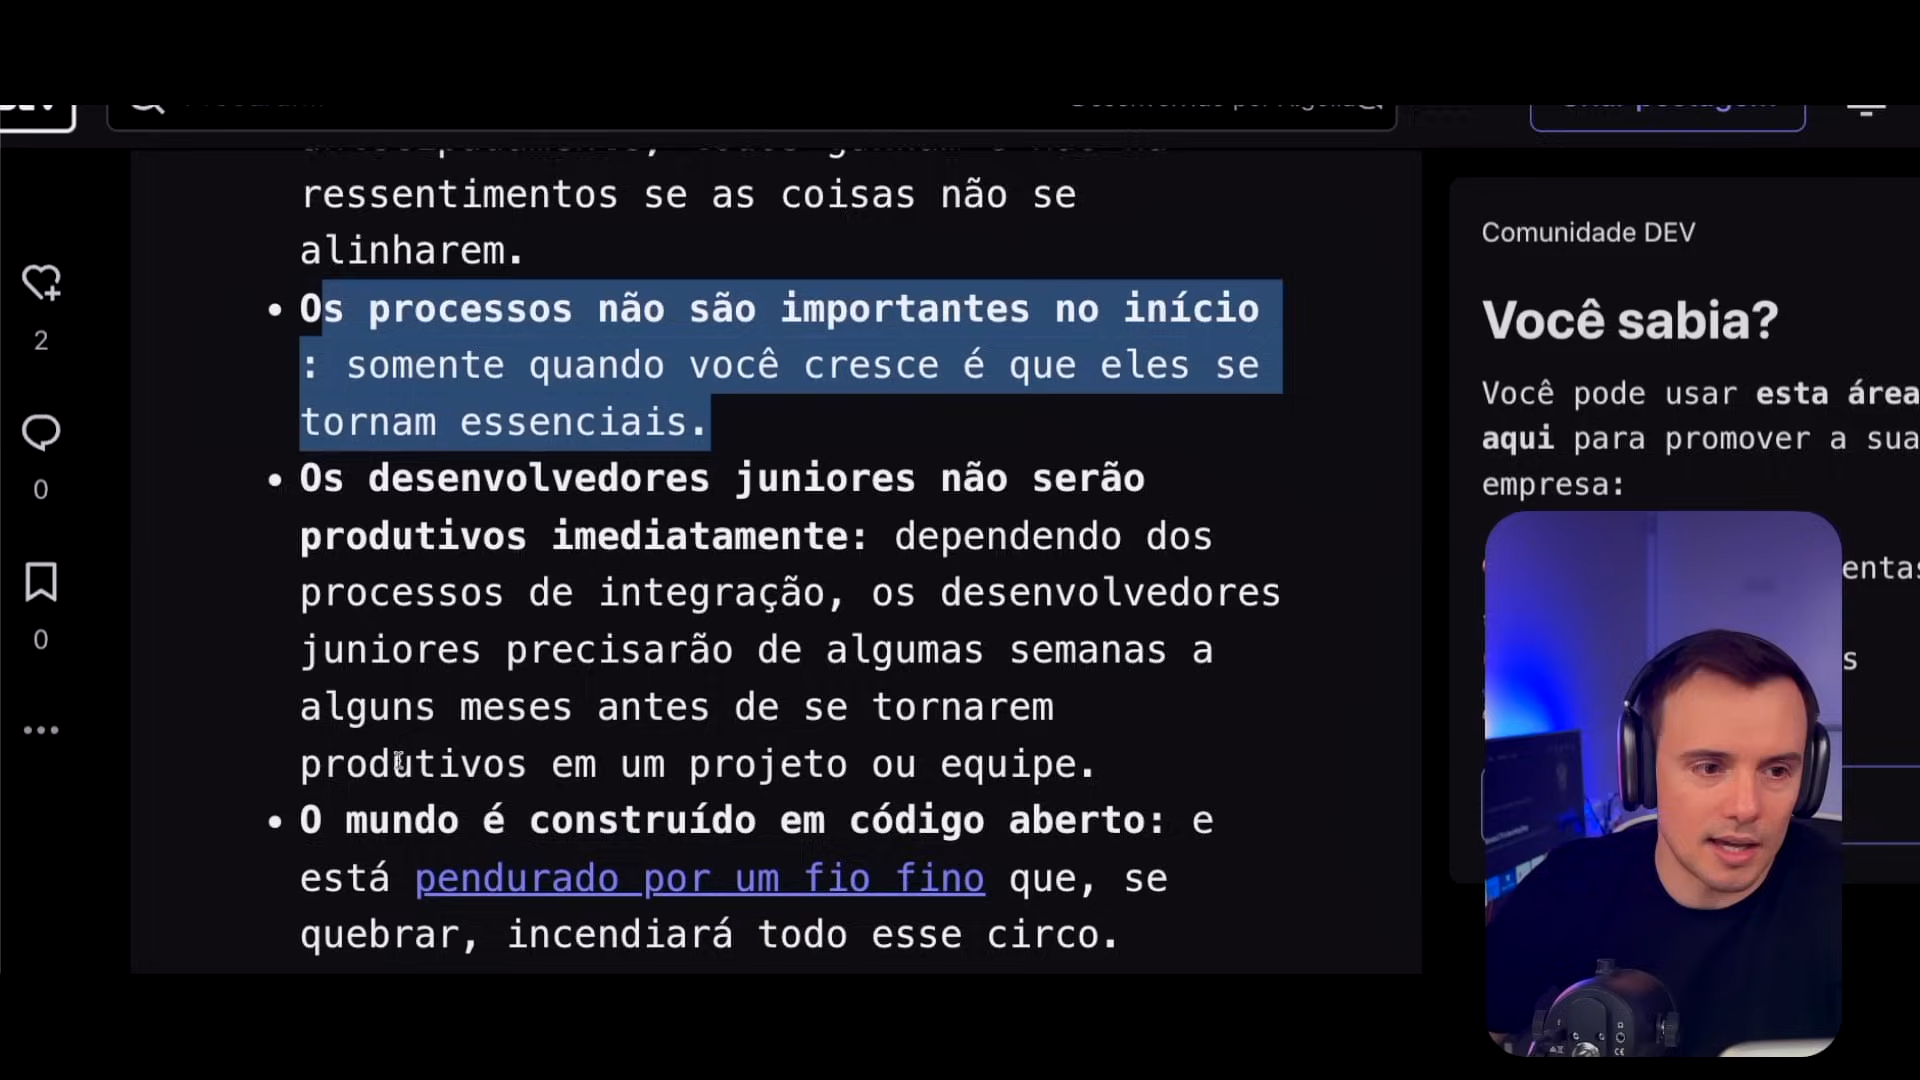 ressentimentos se as coisas não se
alinharem.
• Os processos não são importantes no início
: somente quando você cresce é que eles se
tornam essenciais.
• Os desenvolvedores juniores não serão
produtivos imediatamente: dependendo dos
processos de integração, os desenvolvedores
juniores precisarão de algumas semanas a
alguns meses antes de se tornarem
produtivos em um projeto ou equipe.
• O mundo é construído em código aberto: e
está pendurado por um fio fino que, se
quebrar, incendiará todo esse circo.
2
0
0
Comunidade DEV
Você sabia?
Você pode usar esta área
aqui para promover a sua
empresa: